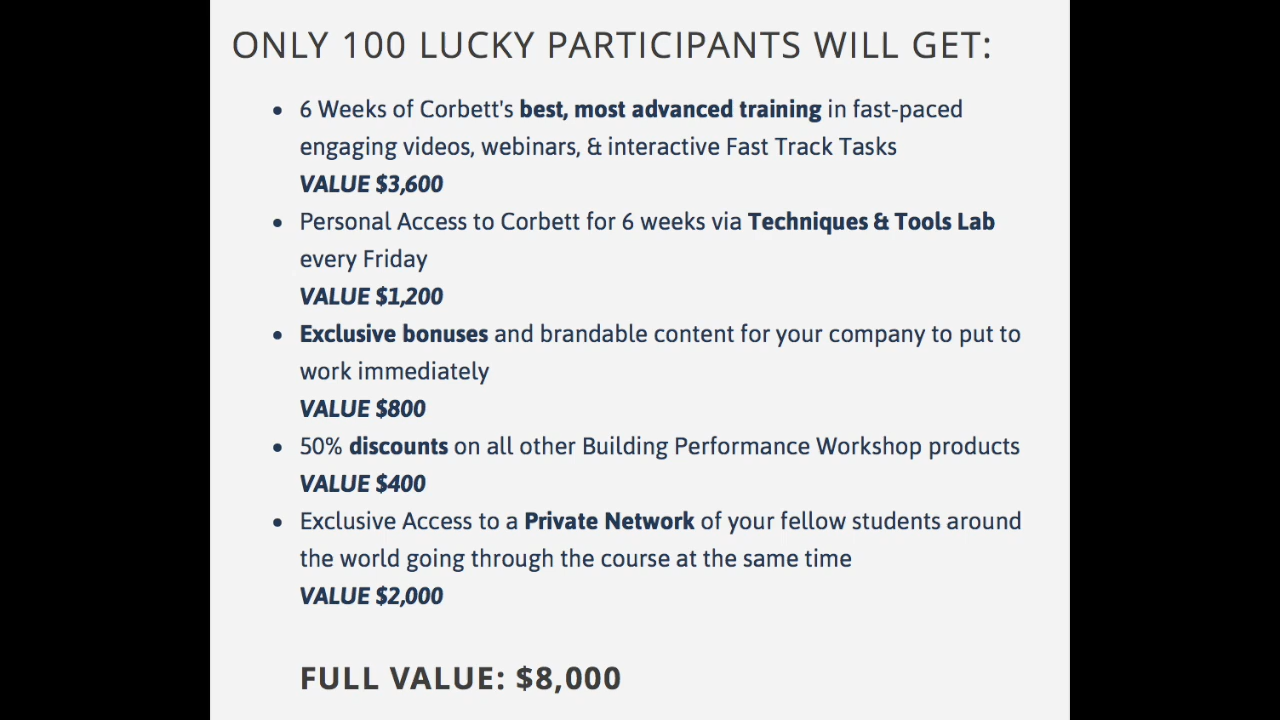 ONLY 100 LUCKY PARTICIPANTS WILL GET:
• 6 Weeks of Corbett's best, most advanced training in fast-paced
engaging videos, webinars, & interactive Fast Track Tasks
VALUE $3,600
• Personal Access to Corbett for 6 weeks via Techniques & Tools Lab
every Friday
VALUE $1,200
• Exclusive bonuses and brandable content for your company to put to
work immediately
VALUE $800
• 50% discounts on all other Building Performance Workshop products
VALUE $400
• Exclusive Access to a Private Network of your fellow students around
the world going through the course at the same time
VALUE $2,000
FULL VALUE: $8,000